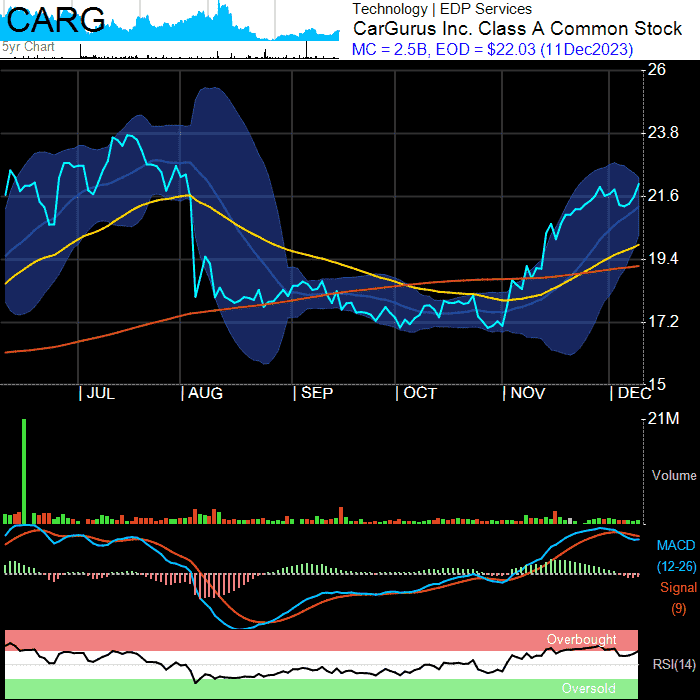 CARG
5yr Chart
Technology | EDP Services
CarGurus Inc. Class A Common Stock
MC = 2.5B, EOD = $22.03 (11Dec2023)
26
23.8
21.6
19.4
17.2
15
JUL AUG SEP OCT NOV DEC
21M
Volume
MACD
(12-26)
Signal
(9)
Overbought
RSI(14)
Oversold